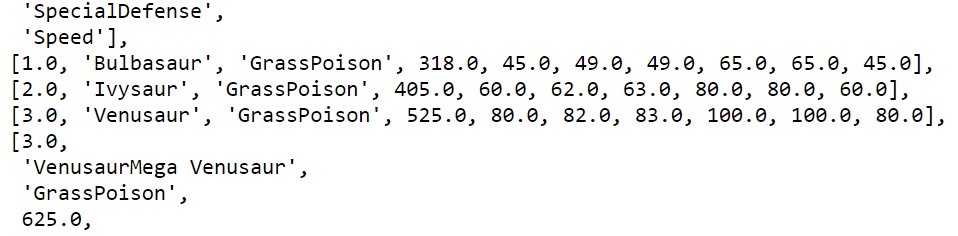 'SpecialDefense',
'Speed'],
[1.0, 'Bulbasaur', 'GrassPoison', 318.0, 45.0, 49.0, 49.0, 65.0, 65.0, 45.0],
[2.0, 'Ivysaur', 'GrassPoison', 405.0, 60.0, 62.0, 63.0, 80.0, 80.0, 60.0],
[3.0, 'Venusaur', 'GrassPoison', 525.0, 80.0, 82.0, 83.0, 100.0, 100.0, 80.0],
[3.0,
'VenusaurMega Venusaur',
'GrassPoison',
625.0,